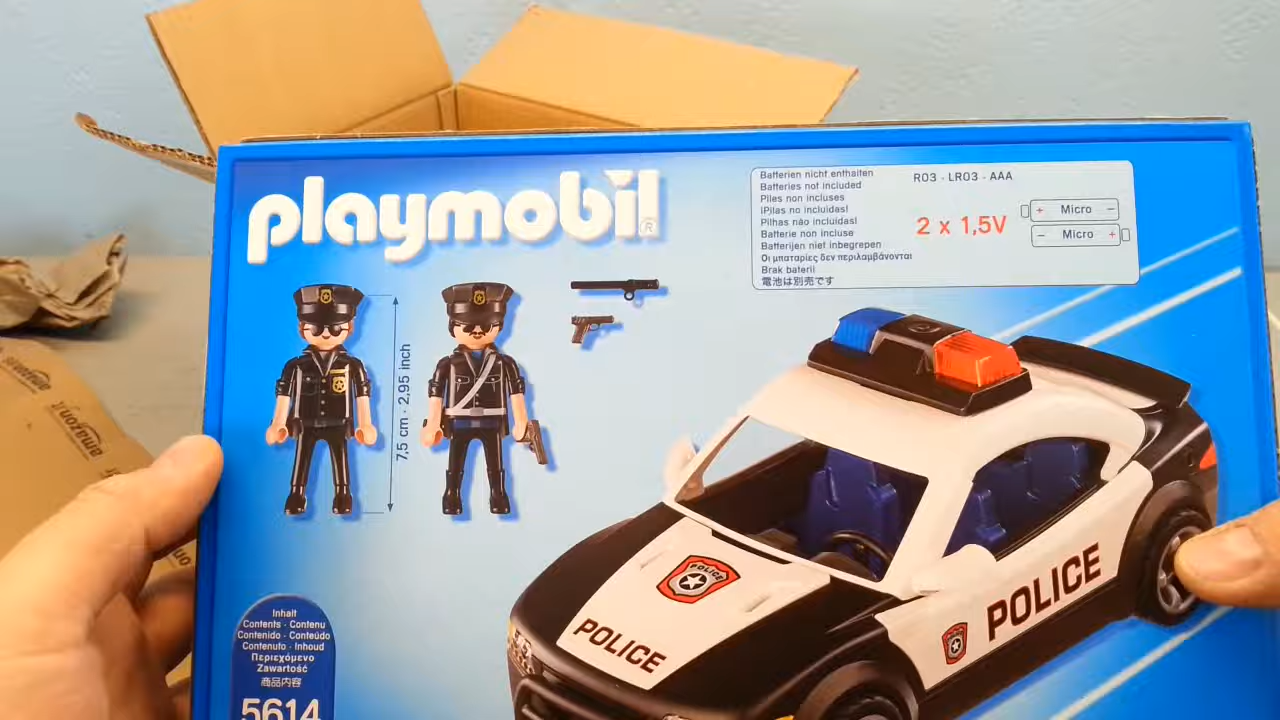 playmobil®
Batterien nicht enthalten
Batteries not included
Piles non incluses
¡Pilas no incluidas!
Pilhas não incluidas!
Batterie non incluse
Batterijen niet inbegrepen
Οι μπαταρίες δεν περιλαμβάνονται
Brak baterii
電池は別売です
R03 - LR03 - AAA
2 x 1,5V
+ Micro −
− Micro +
7,5 cm · 2,95 inch
POLICE
POLICE
POLICE
Inhalt
Contents - Contenu
Contenido - Conteúdo
Contenuto - Inhoud
Περιεχόμενο
Zawartość
商品内容
5614
amazon.it
amazon